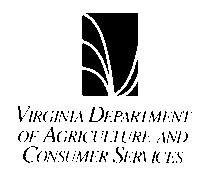 VIRGINIA DEPARTMENT
OF AGRICULTURE AND
CONSUMER SERVICES